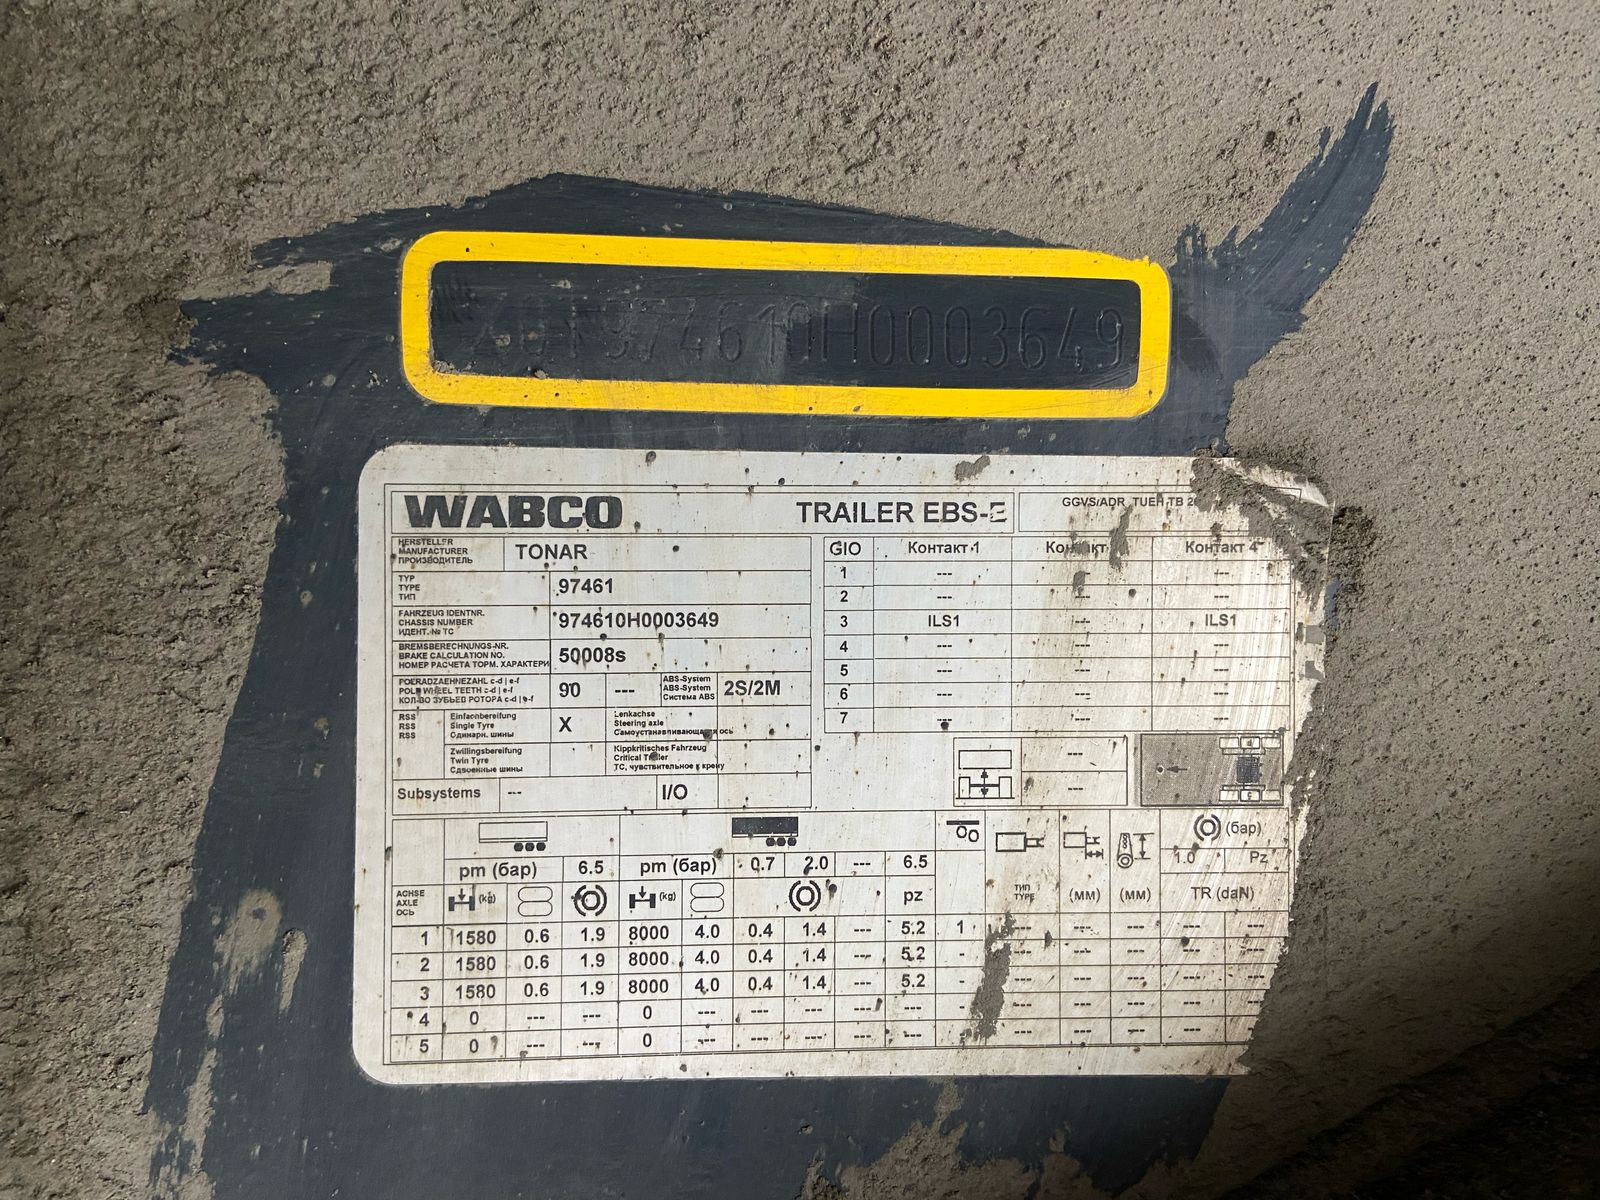 X0T974610H0003649
WABCO TRAILER EBS-E GGVS/ADR TUEH TB
HERSTELLER
MANUFACTURER
ПРОИЗВОДИТЕЛЬ
TONAR
TYP
TYPE
ТИП
97461
FAHRZEUG IDENTNR.
CHASSIS NUMBER
ИДЕНТ. № ТС
974610H0003649
BREMSBERECHNUNGS-NR.
BRAKE CALCULATION NO.
НОМЕР РАСЧЕТА ТОРМ. ХАРАКТЕРИ
50008s
POLRADZAEHNEZAHL c-d | e-f
POLE WHEEL TEETH c-d | e-f
КОЛ-ВО ЗУБЬЕВ РОТОРА c-d | e-f
90 ---
ABS-System
ABS-System
Система ABS
2S/2M
RSS
RSS
RSS
Einfachbereifung
Single Tyre
Одинарн. шины
X
Lenkachse
Steering axle
Самоустанавливающаяся ось
Zwillingsbereifung
Twin Tyre
Сдвоенные шины
Kippkritisches Fahrzeug
Critical Trailer
ТС, чувствительное к крену
Subsystems --- I/O
GIO Контакт 1 Контакт Контакт 4
1 --- --- ---
2 --- --- ---
3 ILS1 --- ILS1
4 --- --- ---
5 --- --- ---
6 --- --- ---
7 --- --- ---
---
---
pm (бар) 6.5 pm (бар) 0.7 2.0 --- 6.5 (бар)
1.0 Pz
ACHSE
AXLE
ОСЬ
(kg) (kg) pz
ТИП
TYPE
(мм) (мм) TR (daN)
1 1580 0.6 1.9 8000 4.0 0.4 1.4 --- 5.2 1 --- --- --- --- ---
2 1580 0.6 1.9 8000 4.0 0.4 1.4 --- 5.2 - --- --- --- --- ---
3 1580 0.6 1.9 8000 4.0 0.4 1.4 --- 5.2 - --- --- --- --- ---
4 0 --- --- 0 --- --- --- --- --- - --- --- --- --- ---
5 0 --- --- 0 --- --- --- --- --- - --- --- --- --- ---